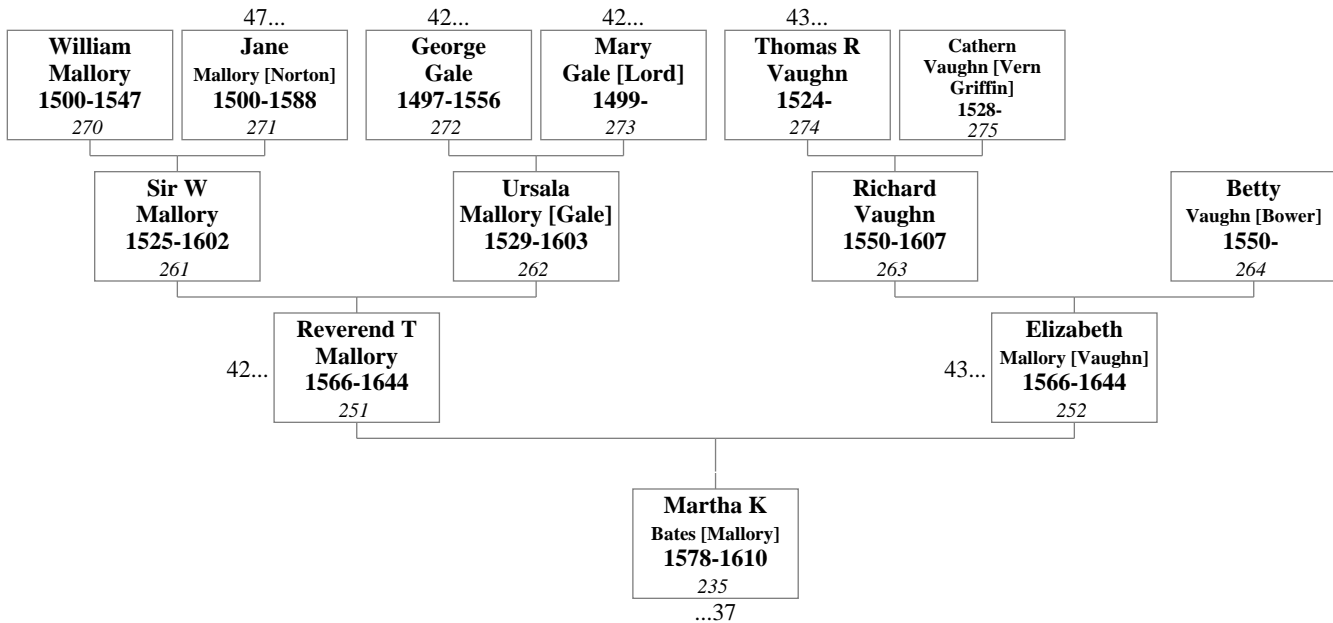 47...
42...
42...
43...
William
Mallory
1500-1547
270
Jane
Mallory [Norton]
1500-1588
271
George
Gale
1497-1556
272
Mary
Gale [Lord]
1499-
273
Thomas R
Vaughn
1524-
274
Cathern
Vaughn [Vern
Griffin]
1528-
275
Sir W
Mallory
1525-1602
261
Ursala
Mallory [Gale]
1529-1603
262
Richard
Vaughn
1550-1607
263
Betty
Vaughn [Bower]
1550-
264
42...
Reverend T
Mallory
1566-1644
251
43...
Elizabeth
Mallory [Vaughn]
1566-1644
252
Martha K
Bates [Mallory]
1578-1610
235
...37